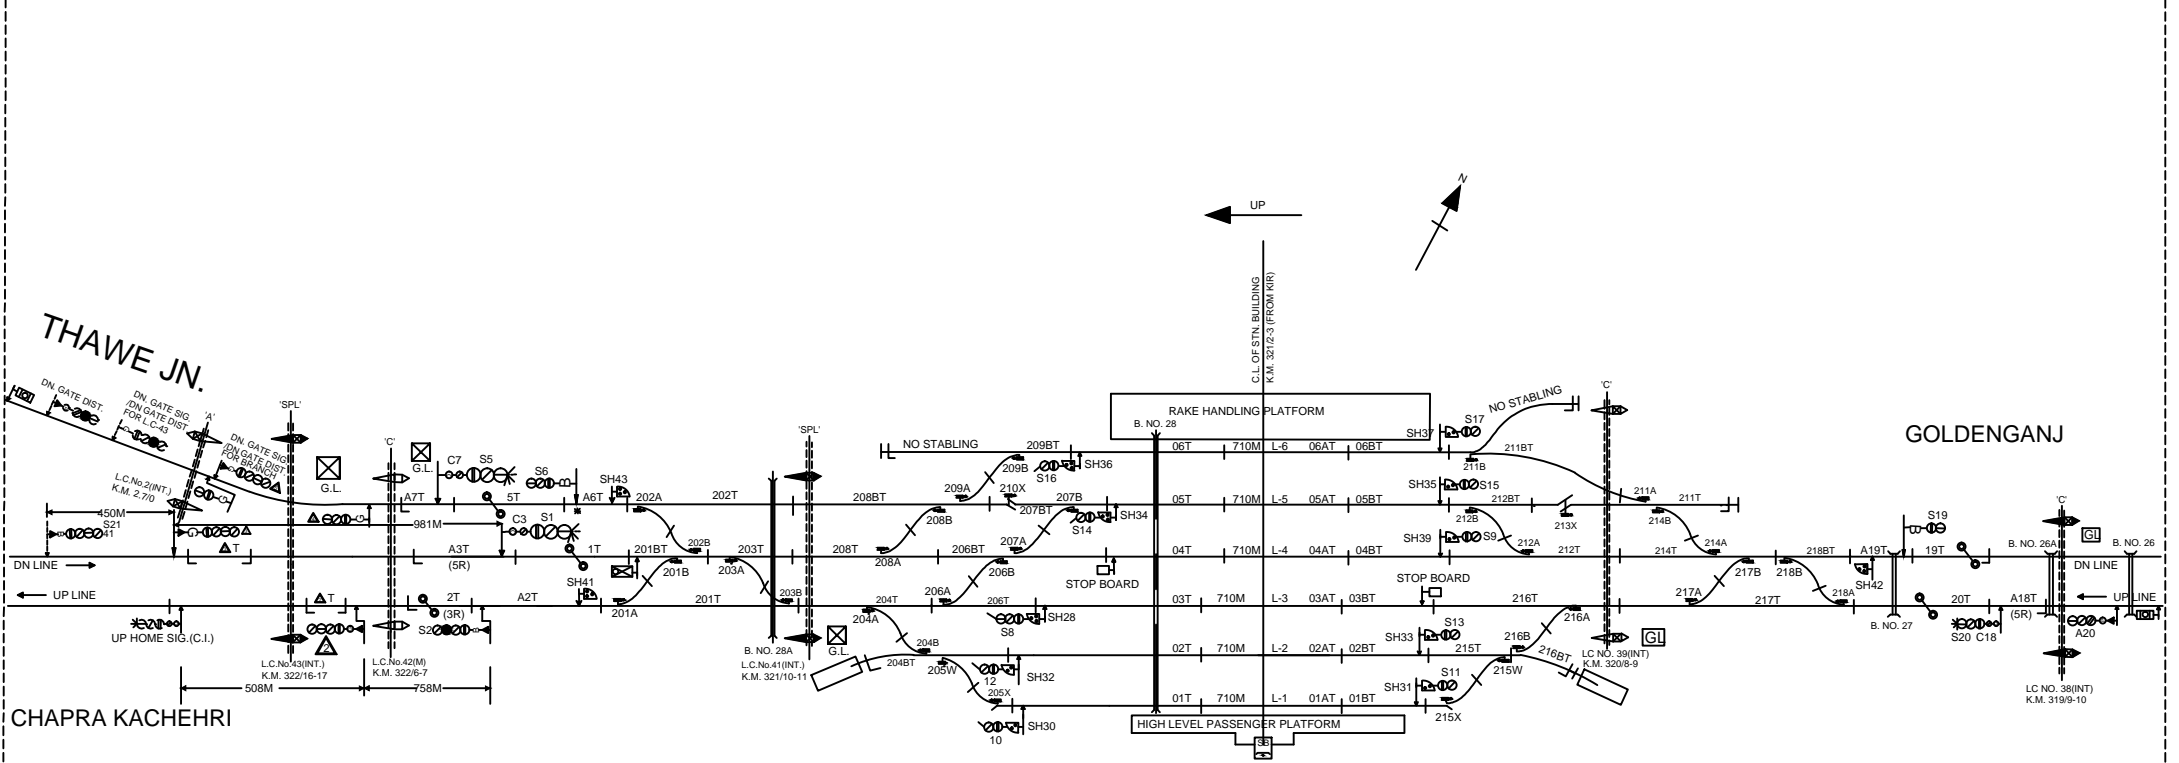 N
UP
C.L. OF STN. BUILDING
K.M. 321/2-3 (FROM KIR)
THAWE JN.
DN. GATE DIST.
DN. GATE SIG.
/DN GATE DIST
FOR L.C-43
'A'
DN. GATE SIG
/DN GATE DIST
FOR BRANCH
L.C.No.2(INT.)
K.M. 2.7/0
'SPL'
'C'
'SPL'
'C'
'C'
G.L.
G.L.
C7
S5
S6
B
SH43
A7T
5T
A6T
202A
202T
450M
S21
41
981M
C3
S1
G
T
A3T
(5R)
1T
201BT
202B
203T
DN LINE
SH41
201B
203A
UP LINE
T
2T
(3R)
A2T
201A
201T
203B
S2
UP HOME SIG.(C.I.)
2
L.C.No.43(INT.)
K.M. 322/16-17
L.C.No.42(M)
K.M. 322/6-7
508M
758M
CHAPRA KACHEHRI
B. NO. 28A
L.C.No.41(INT.)
K.M. 321/10-11
G.L.
NO STABLING
209BT
209B
209A
210X
S16
SH36
208BT
208B
207BT
207B
S14
SH34
207A
208T
208A
206BT
206B
206A
204T
204A
206T
S8
SH28
STOP BOARD
204B
204BT
205W
12
SH32
205X
10
SH30
RAKE HANDLING PLATFORM
B. NO. 28
06T 710M L-6 06AT 06BT
05T 710M L-5 05AT 05BT
04T 710M L-4 04AT 04BT
03T 710M L-3 03AT 03BT
02T 710M L-2 02AT 02BT
01T 710M L-1 01AT 01BT
HIGH LEVEL PASSENGER PLATFORM
SB
SH37
S17
NO STABLING
211B
211BT
SH35
S15
212BT
212B
213X
211A
211T
214B
SH39
S9
212A
212T
214T
214A
STOP BOARD
216T
216A
SH33
S13
215T
216B
216BT
SH31
S11
215W
215X
LC NO. 39(INT)
K.M. 320/8-9
GL
217A
217B
217T
218B
218BT
218A
A19T
SH42
S19
B
19T
B. NO. 27
GOLDENGANJ
B. NO. 26A
GL
B. NO. 26
DN LINE
UP LINE
20T
A18T
(5R)
S20 C18
A20
LC NO. 38(INT)
K.M. 319/9-10